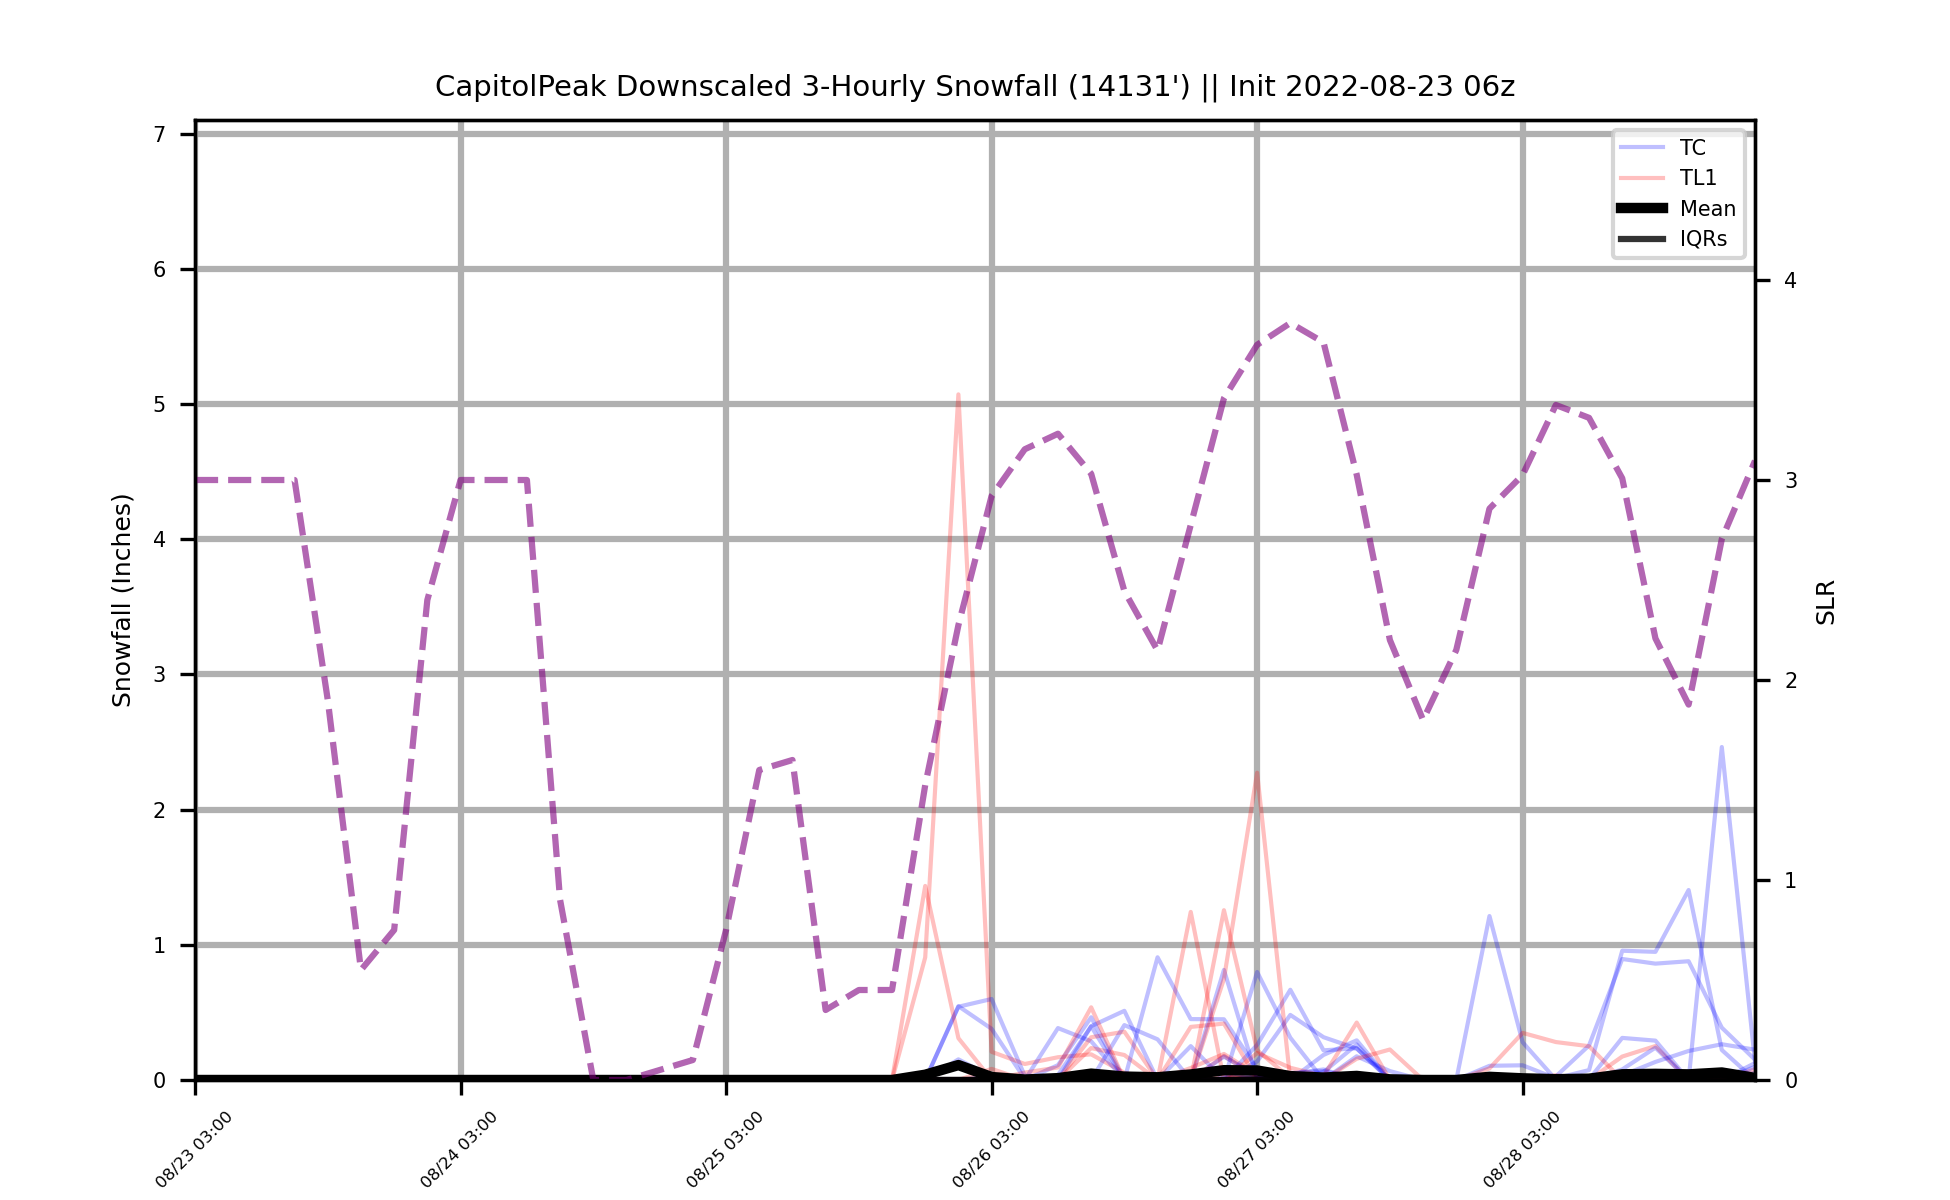 CapitolPeak Downscaled 3-Hourly Snowfall (14131') || Init 2022-08-23 06z
TC
TL1
Mean
IQRs
7
6
5
4
3
2
1
0
Snowfall (Inches)
4
3
2
1
0
SLR
08/23 03:00
08/24 03:00
08/25 03:00
08/26 03:00
08/27 03:00
08/28 03:00